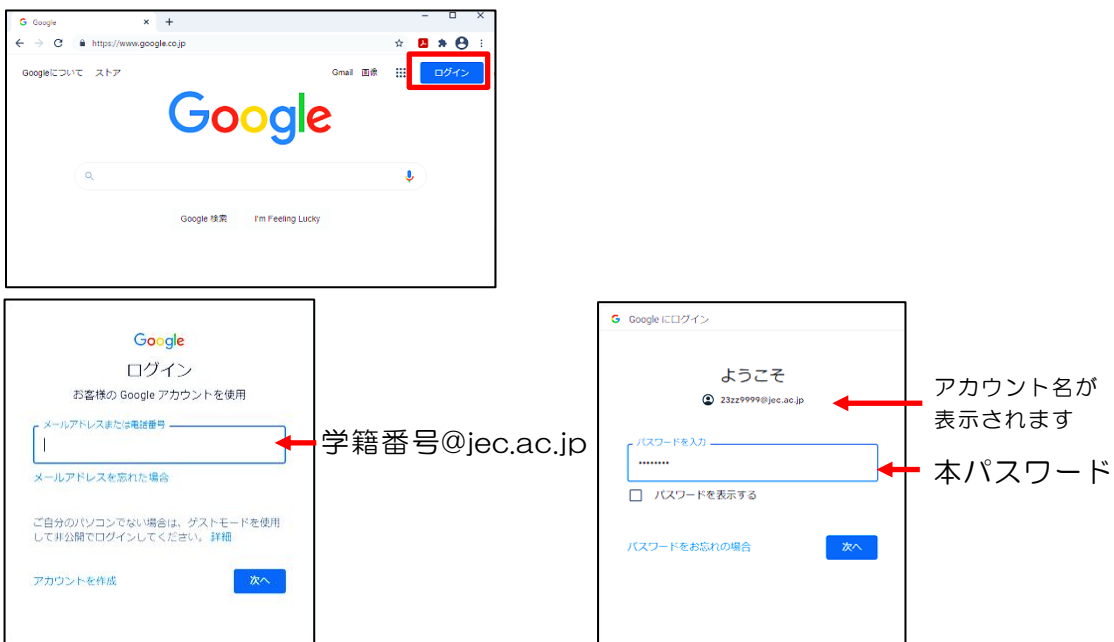 Google
https://www.google.co.jp
Googleについて ストア
Gmail 画像
ログイン
Google
Google 検索 I'm Feeling Lucky
Google
ログイン
お客様の Google アカウントを使用
メールアドレスまたは電話番号
学籍番号@jec.ac.jp
メールアドレスを忘れた場合
ご自分のパソコンでない場合は、ゲストモードを使用
して非公開でログインしてください。 詳細
アカウントを作成
次へ
G Google にログイン
ようこそ
23zz9999@jec.ac.jp
アカウント名が
表示されます
パスワードを入力
••••••••
本パスワード
パスワードを表示する
パスワードをお忘れの場合
次へ